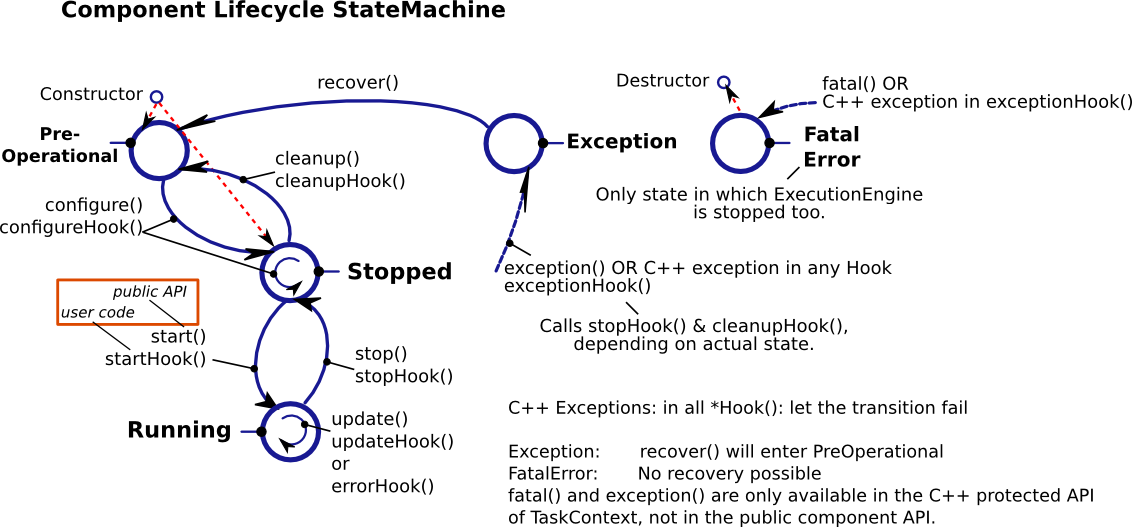 Component Lifecycle StateMachine
recover()
Constructor
Pre-
Operational
Destructor
fatal() OR
C++ exception in exceptionHook()
Exception
Fatal
Error
Only state in which ExecutionEngine
is stopped too.
cleanup()
cleanupHook()
configure()
configureHook()
Stopped
exception() OR C++ exception in any Hook
exceptionHook()
Calls stopHook() & cleanupHook(),
depending on actual state.
public API
user code
start()
startHook()
stop()
stopHook()
Running
update()
updateHook()
or
errorHook()
C++ Exceptions: in all *Hook(): let the transition fail
Exception: recover() will enter PreOperational
FatalError: No recovery possible
fatal() and exception() are only available in the C++ protected API
of TaskContext, not in the public component API.